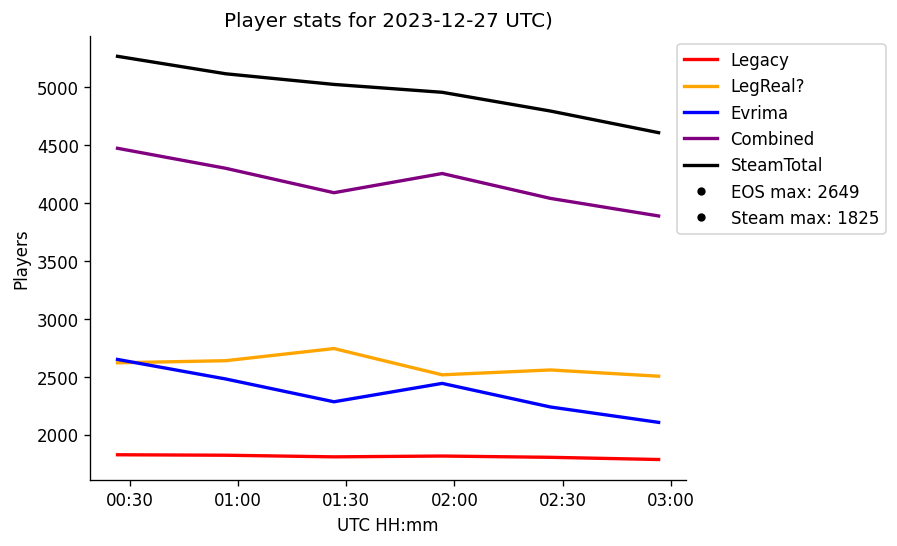 Player stats for 2023-12-27 UTC)
Legacy
LegReal?
Evrima
Combined
SteamTotal
EOS max: 2649
Steam max: 1825
Players
5000
4500
4000
3500
3000
2500
2000
00:30 01:00 01:30 02:00 02:30 03:00
UTC HH:mm